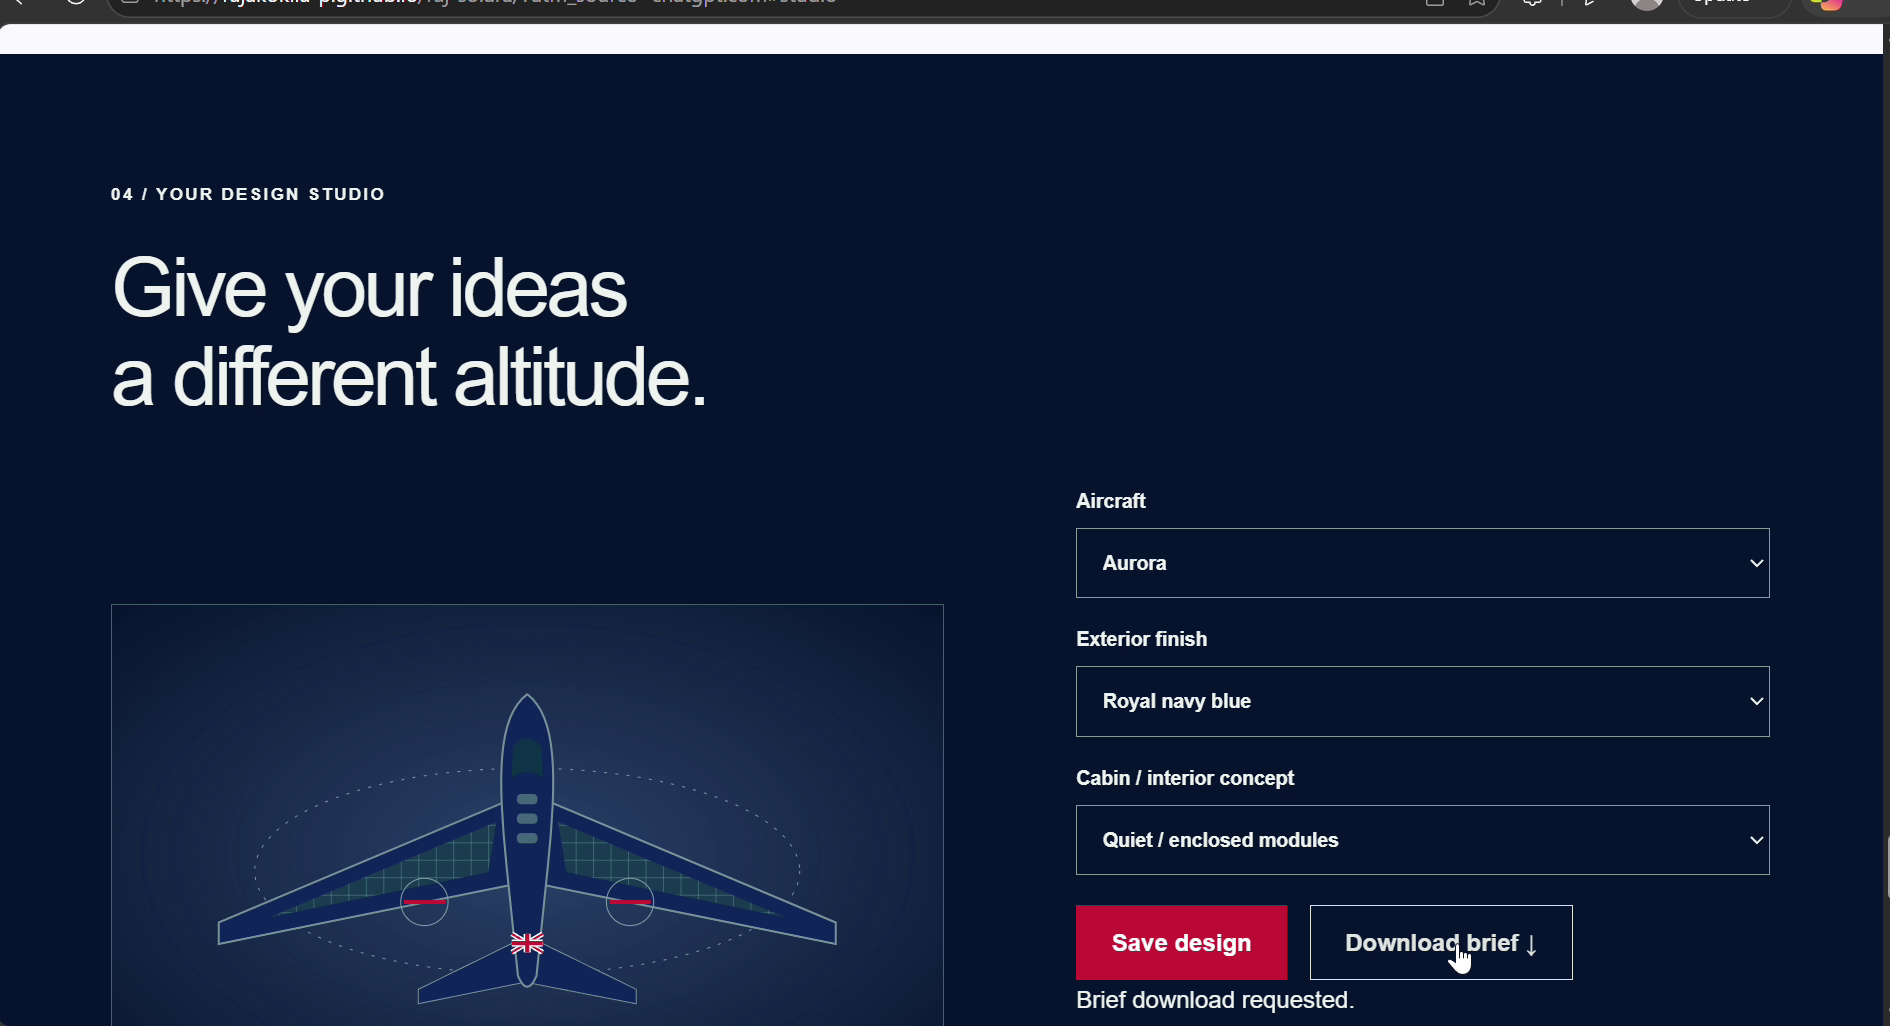 04 / YOUR DESIGN STUDIO
Give your ideas
a different altitude.
Aircraft
Aurora
Exterior finish
Royal navy blue
Cabin / interior concept
Quiet / enclosed modules
Save design
Download brief ↓
Brief download requested.